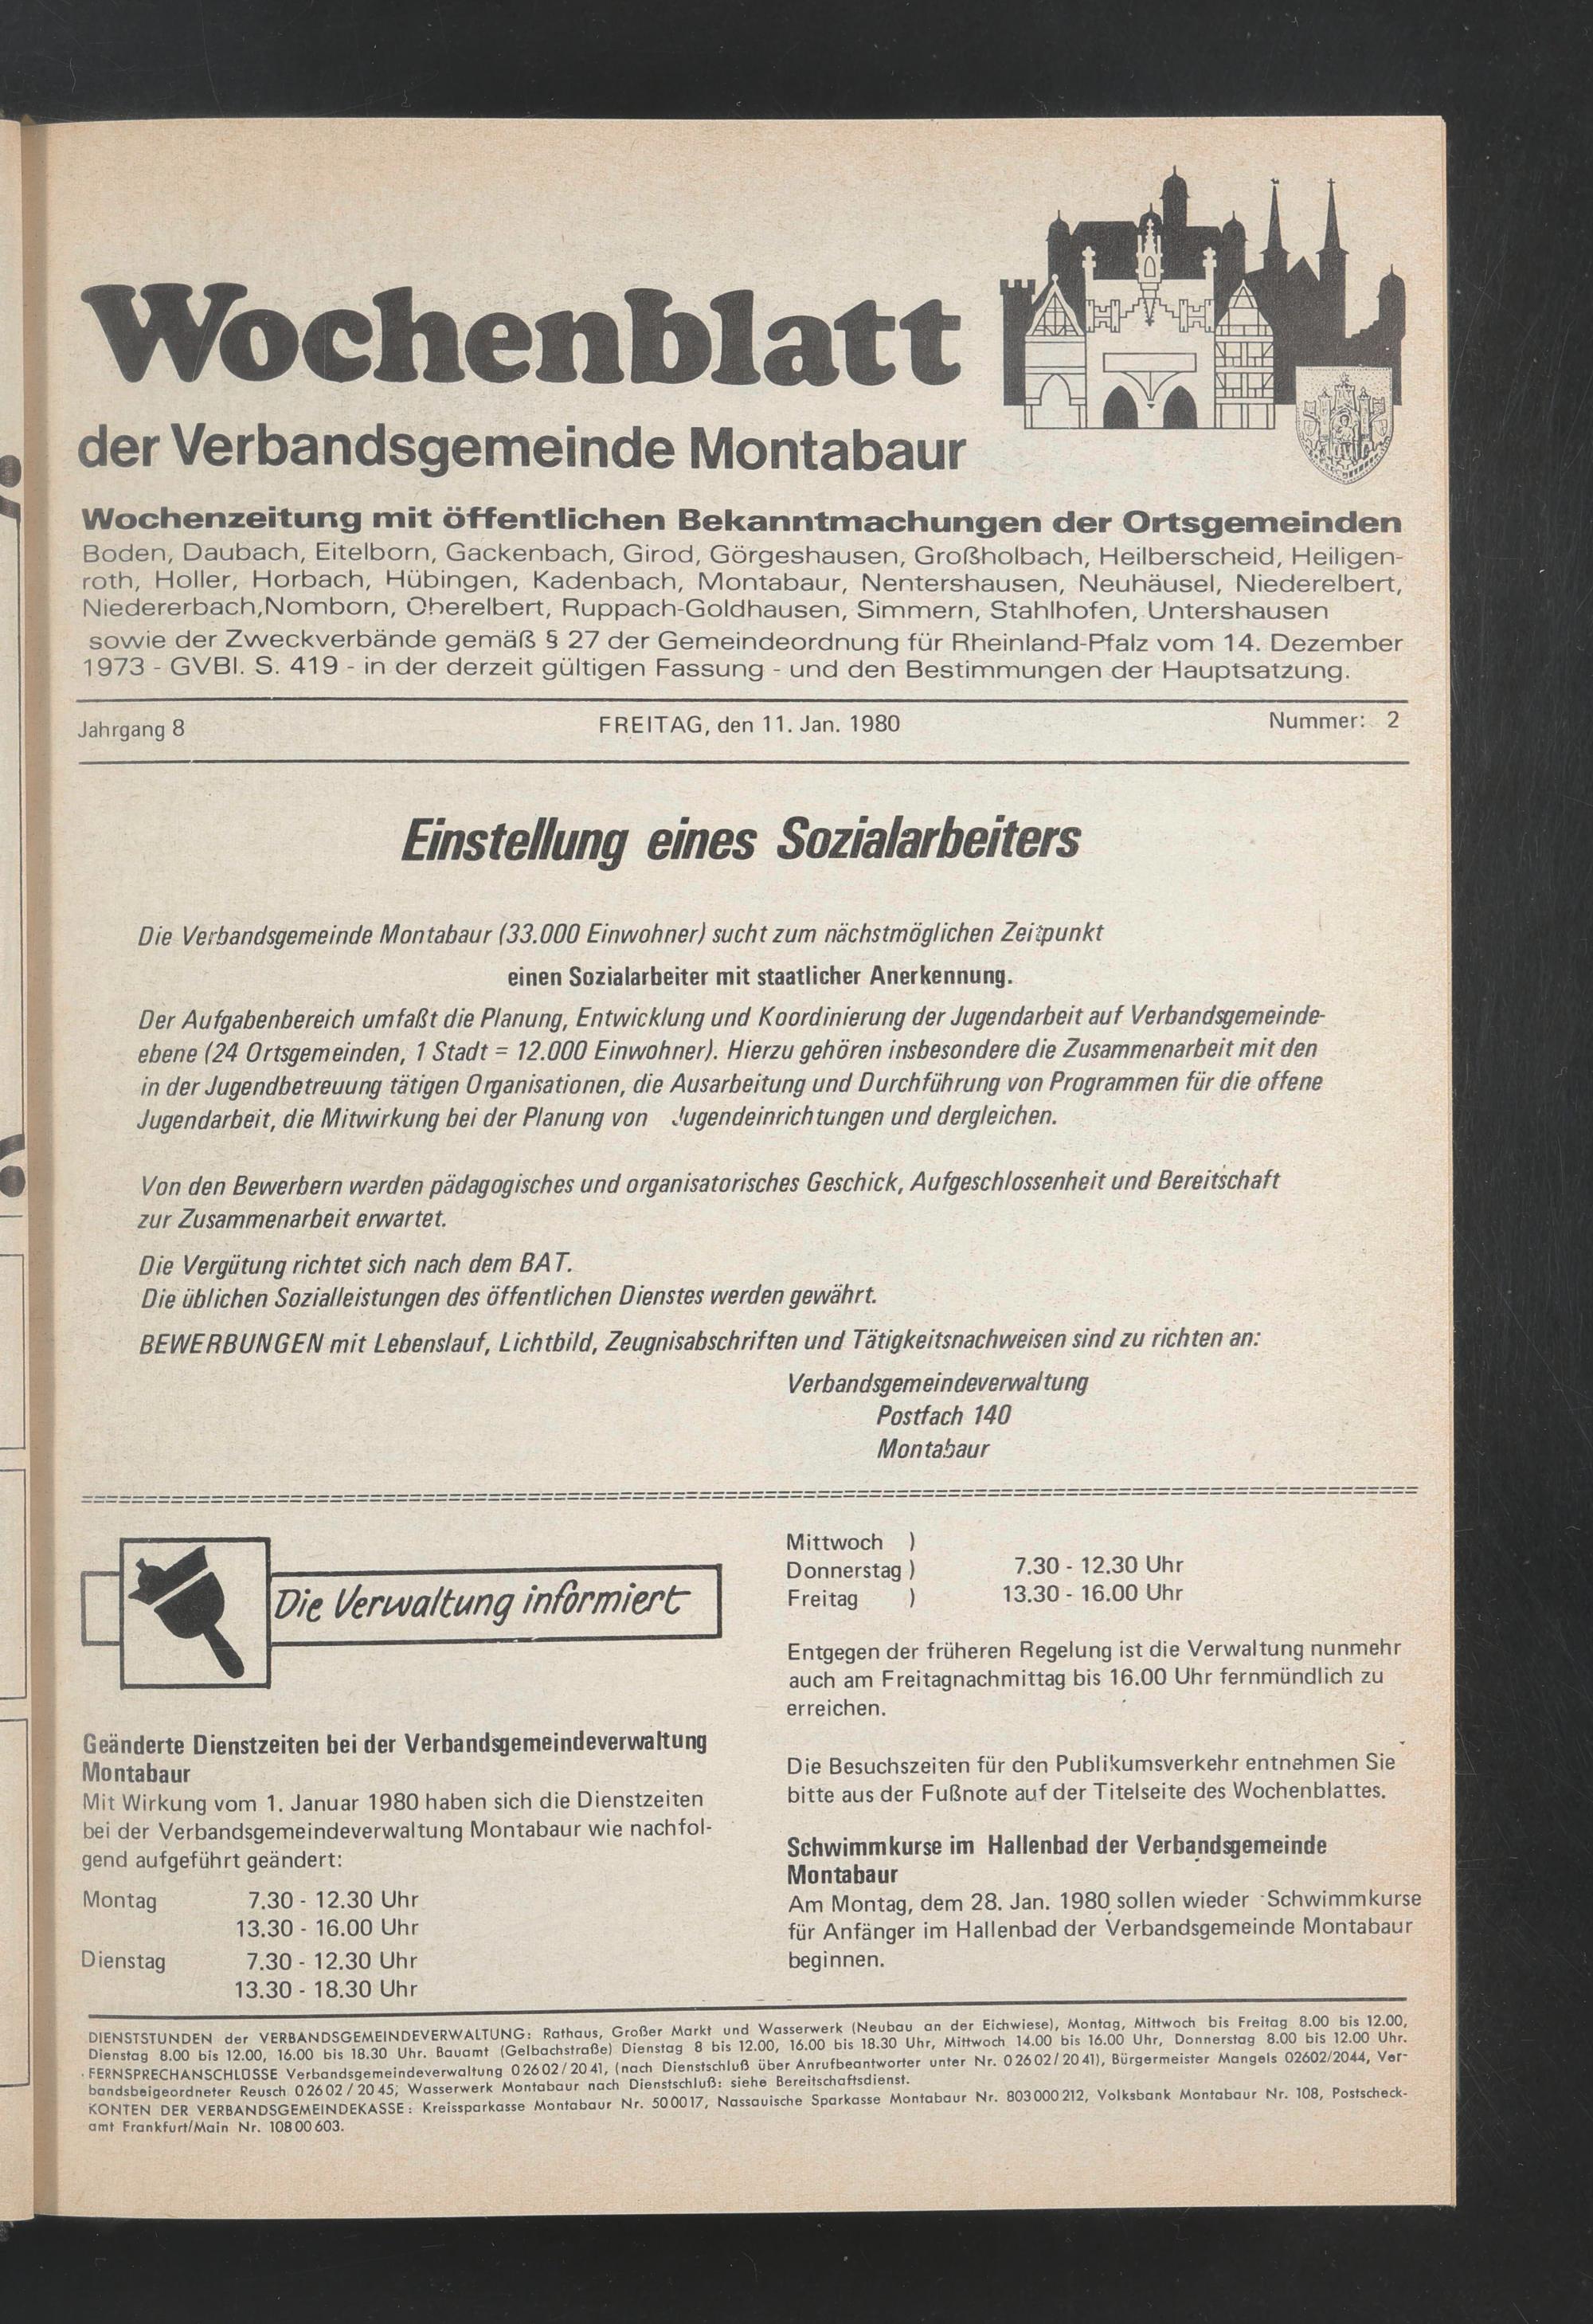 Wochenblatt
der Verbandsgemeinde Montabaur
Wochenzeitung mit öffentlichen Bekanntmachungen der Ortsgemeinden
Boden, Daubach, Eitelborn, Gackenbach, Girod, Görgeshausen, Großholbach, Heilberscheid, Heiligen-
roth, Holler, Horbach, Hübingen, Kadenbach, Montabaur, Nentershausen, Neuhäusel, Niederelbert,
Niedererbach,Nomborn, Oberelbert, Ruppach-Goldhausen, Simmern, Stahlhofen, Untershausen
sowie der Zweckverbände gemäß § 27 der Gemeindeordnung für Rheinland-Pfalz vom 14. Dezember
1973 - GVBl. S. 419 - in der derzeit gültigen Fassung - und den Bestimmungen der Hauptsatzung.
Jahrgang 8 FREITAG, den 11. Jan. 1980 Nummer: 2
Einstellung eines Sozialarbeiters
Die Verbandsgemeinde Montabaur (33.000 Einwohner) sucht zum nächstmöglichen Zeitpunkt
einen Sozialarbeiter mit staatlicher Anerkennung.
Der Aufgabenbereich umfaßt die Planung, Entwicklung und Koordinierung der Jugendarbeit auf Verbandsgemeinde-
ebene (24 Ortsgemeinden, 1 Stadt = 12.000 Einwohner). Hierzu gehören insbesondere die Zusammenarbeit mit den
in der Jugendbetreuung tätigen Organisationen, die Ausarbeitung und Durchführung von Programmen für die offene
Jugendarbeit, die Mitwirkung bei der Planung von Jugendeinrichtungen und dergleichen.
Von den Bewerbern werden pädagogisches und organisatorisches Geschick, Aufgeschlossenheit und Bereitschaft
zur Zusammenarbeit erwartet.
Die Vergütung richtet sich nach dem BAT.
Die üblichen Sozialleistungen des öffentlichen Dienstes werden gewährt.
BEWERBUNGEN mit Lebenslauf, Lichtbild, Zeugnisabschriften und Tätigkeitsnachweisen sind zu richten an:
Verbandsgemeindeverwaltung
Postfach 140
Montabaur
Die Verwaltung informiert
Geänderte Dienstzeiten bei der Verbandsgemeindeverwaltung
Montabaur
Mit Wirkung vom 1. Januar 1980 haben sich die Dienstzeiten
bei der Verbandsgemeindeverwaltung Montabaur wie nachfol-
gend aufgeführt geändert:
Montag 7.30 - 12.30 Uhr
13.30 - 16.00 Uhr
Dienstag 7.30 - 12.30 Uhr
13.30 - 18.30 Uhr
Mittwoch )
Donnerstag ) 7.30 - 12.30 Uhr
Freitag ) 13.30 - 16.00 Uhr
Entgegen der früheren Regelung ist die Verwaltung nunmehr
auch am Freitagnachmittag bis 16.00 Uhr fernmündlich zu
erreichen.
Die Besuchszeiten für den Publikumsverkehr entnehmen Sie
bitte aus der Fußnote auf der Titelseite des Wochenblattes.
Schwimmkurse im Hallenbad der Verbandsgemeinde
Montabaur
Am Montag, dem 28. Jan. 1980 sollen wieder Schwimmkurse
für Anfänger im Hallenbad der Verbandsgemeinde Montabaur
beginnen.
DIENSTSTUNDEN der VERBANDSGEMEINDEVERWALTUNG: Rathaus, Großer Markt und Wasserwerk (Neubau an der Eichwiese), Montag, Mittwoch bis Freitag 8.00 bis 12.00,
Dienstag 8.00 bis 12.00, 16.00 bis 18.30 Uhr. Bauamt (Gelbachstraße) Dienstag 8 bis 12.00, 16.00 bis 18.30 Uhr, Mittwoch 14.00 bis 16.00 Uhr, Donnerstag 8.00 bis 12.00 Uhr.
FERNSPRECHANSCHLÜSSE Verbandsgemeindeverwaltung 02602/2041, (nach Dienstschluß über Anrufbeantworter unter Nr. 02602/2041), Bürgermeister Mangels 02602/2044, Ver-
bandsbeigeordneter Reusch 02602/2045; Wasserwerk Montabaur nach Dienstschluß: siehe Bereitschaftsdienst.
KONTEN DER VERBANDSGEMEINDEKASSE: Kreissparkasse Montabaur Nr. 500017, Nassauische Sparkasse Montabaur Nr. 803000212, Volksbank Montabaur Nr. 108, Postscheck-
amt Frankfurt/Main Nr. 10800603.